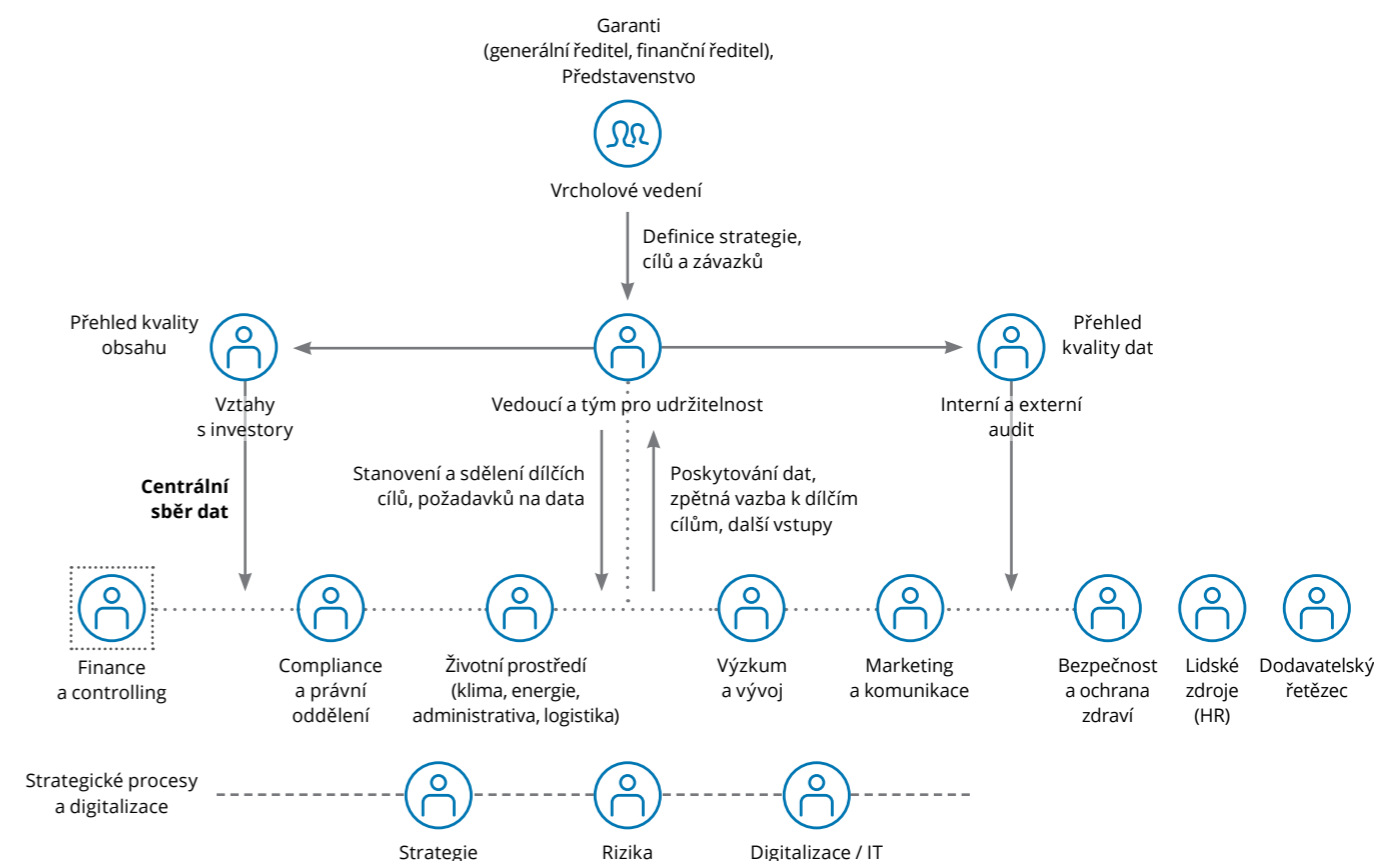 Garanti
(generální ředitel, finanční ředitel),
Představenstvo
Vrcholové vedení
Definice strategie,
cílů a závazků
Přehled kvality
obsahu
Přehled
kvality dat
Vztahy
s investory
Vedoucí a tým pro udržitelnost
Interní a externí
audit
Centrální
sběr dat
Stanovení a sdělení dílčích
cílů, požadavků na data
Poskytování dat,
zpětná vazba k dílčím
cílům, další vstupy
Finance
a controlling
Compliance
a právní
oddělení
Životní prostředí
(klima, energie,
administrativa, logistika)
Výzkum
a vývoj
Marketing
a komunikace
Bezpečnost
a ochrana
zdraví
Lidské
zdroje
(HR)
Dodavatelský
řetězec
Strategické procesy
a digitalizace
Strategie
Rizika
Digitalizace / IT